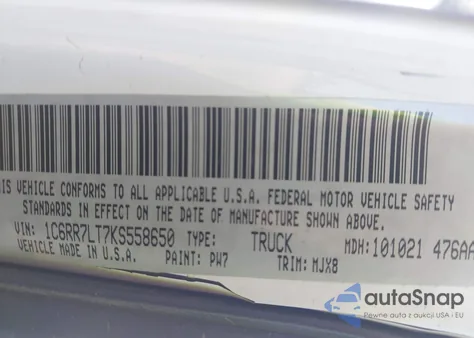 HIS VEHICLE CONFORMS TO ALL APPLICABLE U.S.A. FEDERAL MOTOR VEHICLE SAFETY
STANDARDS IN EFFECT ON THE DATE OF MANUFACTURE SHOWN ABOVE.
VIN: 1C6RR7LT7KS558650 TYPE: TRUCK MDH: 101021 476AA
VEHICLE MADE IN U.S.A. PAINT: PW7 TRIM: MJX8
autaSnap
Pewne auta z aukcji USA i EU